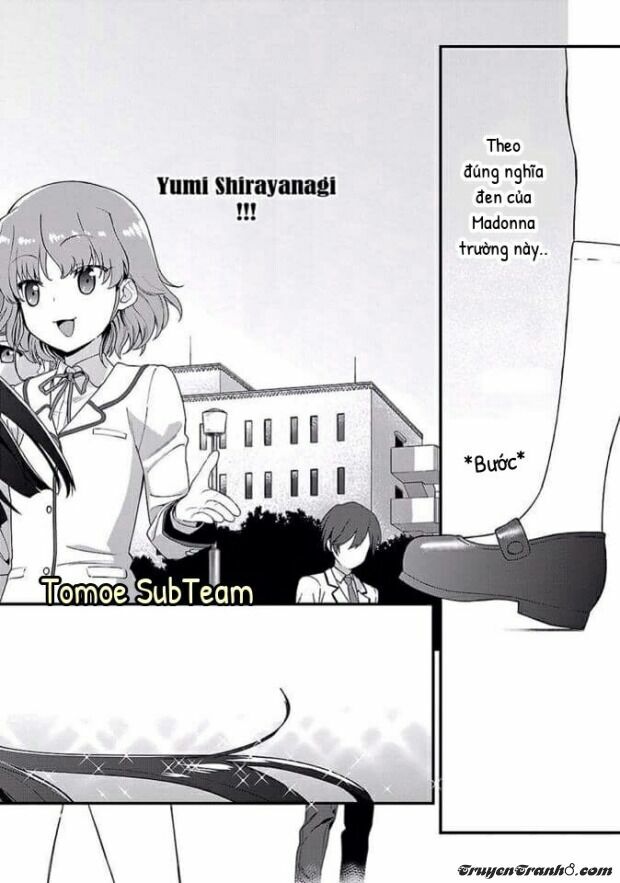 Theo
đúng nghĩa
đen của
Madonna
trường này..
*Bước*
Yumi Shirayanagi
!!!
Tomoe SubTeam
TruyenTranh8.com